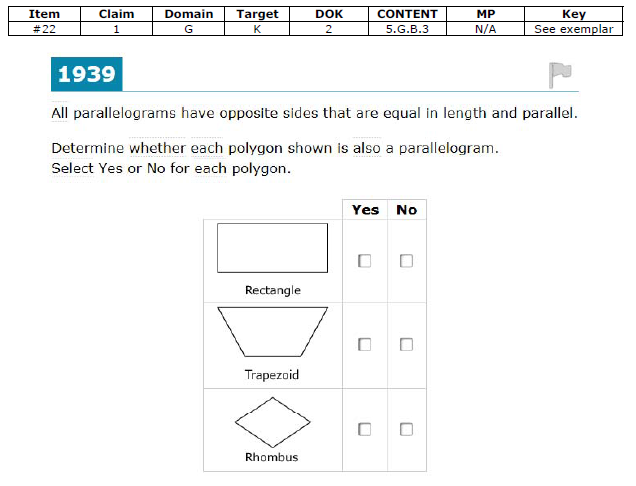 Item Claim Domain Target DOK CONTENT MP Key
#22 1 G K 2 5.G.B.3 N/A See exemplar
1939
All parallelograms have opposite sides that are equal in length and parallel.
Determine whether each polygon shown is also a parallelogram.
Select Yes or No for each polygon.
Yes No
Rectangle
Trapezoid
Rhombus